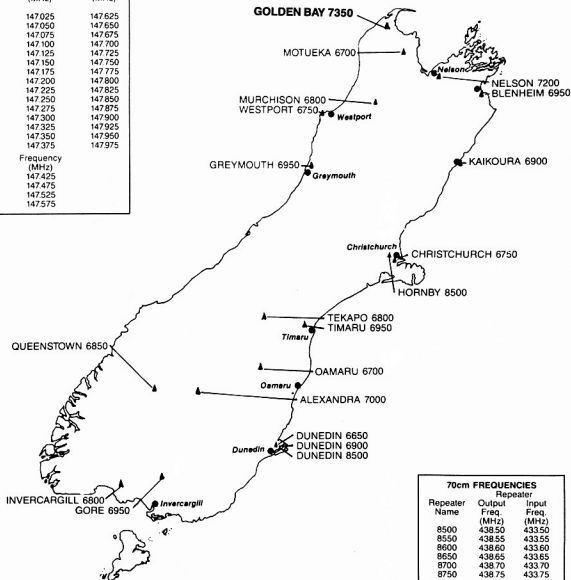 (MHz) (MHz)
147.025 147.625
147.050 147.650
147.075 147.675
147.100 147.700
147.125 147.725
147.150 147.750
147.175 147.775
147.200 147.800
147.225 147.825
147.250 147.850
147.275 147.875
147.300 147.900
147.325 147.925
147.350 147.950
147.375 147.975
Frequency
(MHz)
147.425
147.475
147.525
147.575
GOLDEN BAY 7350
MOTUEKA 6700
Nelson
NELSON 7200
BLENHEIM 6950
MURCHISON 6800
WESTPORT 6750
Westport
GREYMOUTH 6950
Greymouth
KAIKOURA 6900
Christchurch
CHRISTCHURCH 6750
HORNBY 8500
TEKAPO 6800
TIMARU 6950
Timaru
QUEENSTOWN 6850
OAMARU 6700
Oamaru
ALEXANDRA 7000
DUNEDIN 6650
DUNEDIN 6900
DUNEDIN 8500
Dunedin
INVERCARGILL 6800
GORE 6950
Invercargill
70cm FREQUENCIES
Repeater
Repeater Output Input
Name Freq. Freq.
(MHz) (MHz)
8500 438.50 433.50
8550 438.55 433.55
8600 438.60 433.60
8650 438.65 433.65
8700 438.70 433.70
8750 438.75 433.75